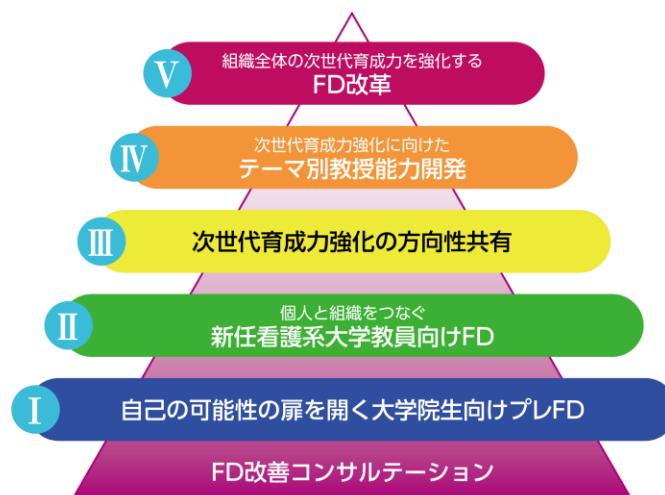 Ⅴ
組織全体の次世代育成力を強化する
FD改革
Ⅳ
次世代育成力強化に向けた
テーマ別教授能力開発
Ⅲ
次世代育成力強化の方向性共有
Ⅱ
個人と組織をつなぐ
新任看護系大学教員向けFD
Ⅰ
自己の可能性の扉を開く大学院生向けプレFD
FD改善コンサルテーション